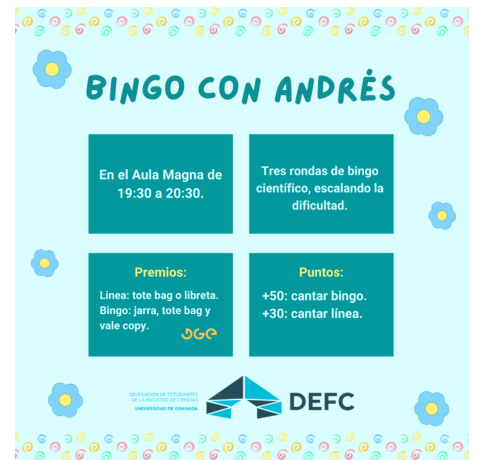 BINGO CON ANDRÉS
En el Aula Magna de
19:30 a 20:30.
Tres rondas de bingo
científico, escalando la
dificultad.
Premios:
Linea: tote bag o libreta.
Bingo: jarra, tote bag y
vale copy.
DGE
Puntos:
+50: cantar bingo.
+30: cantar línea.
DELEGACIÓN DE ESTUDIANTES
DE LA FACULTAD DE CIENCIAS
UNIVERSIDAD DE GRANADA
DEFC